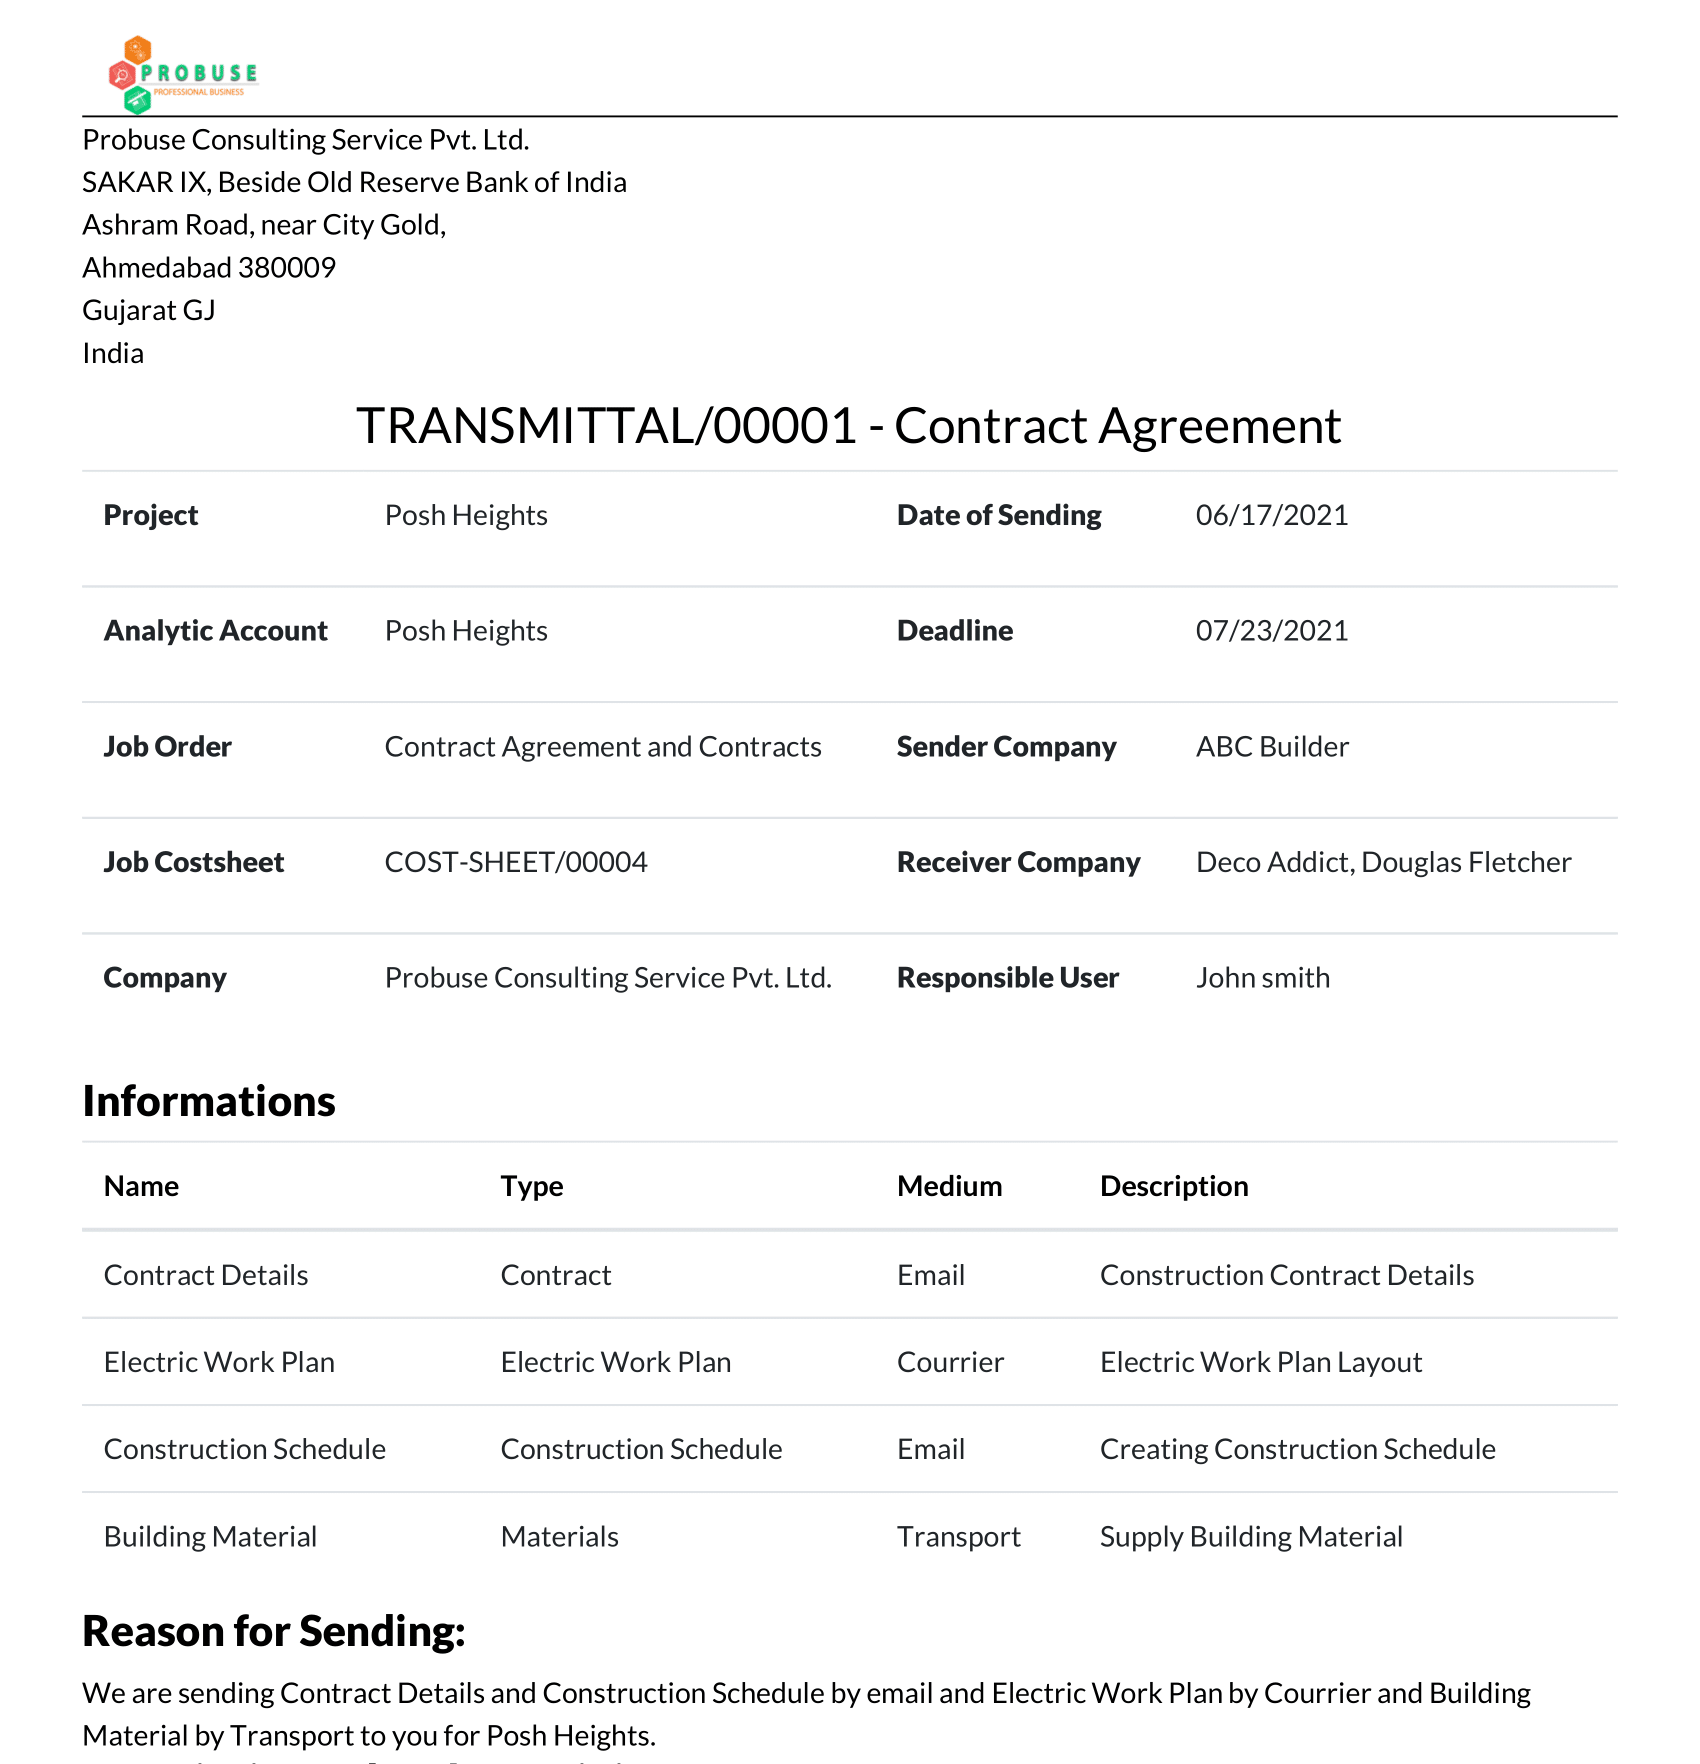 PROBUSE
PROFESSIONAL BUSINESS
Probuse Consulting Service Pvt. Ltd.
SAKAR IX, Beside Old Reserve Bank of India
Ashram Road, near City Gold,
Ahmedabad 380009
Gujarat GJ
India
TRANSMITTAL/00001 - Contract Agreement
Project Posh Heights Date of Sending 06/17/2021
Analytic Account Posh Heights Deadline 07/23/2021
Job Order Contract Agreement and Contracts Sender Company ABC Builder
Job Costsheet COST-SHEET/00004 Receiver Company Deco Addict, Douglas Fletcher
Company Probuse Consulting Service Pvt. Ltd. Responsible User John smith
Informations
Name Type Medium Description
Contract Details Contract Email Construction Contract Details
Electric Work Plan Electric Work Plan Courrier Electric Work Plan Layout
Construction Schedule Construction Schedule Email Creating Construction Schedule
Building Material Materials Transport Supply Building Material
Reason for Sending:
We are sending Contract Details and Construction Schedule by email and Electric Work Plan by Courrier and Building
Material by Transport to you for Posh Heights.